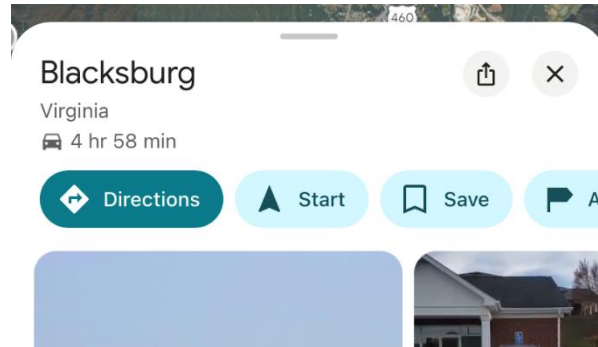 460
Blacksburg
Virginia
4 hr 58 min
Directions Start Save A